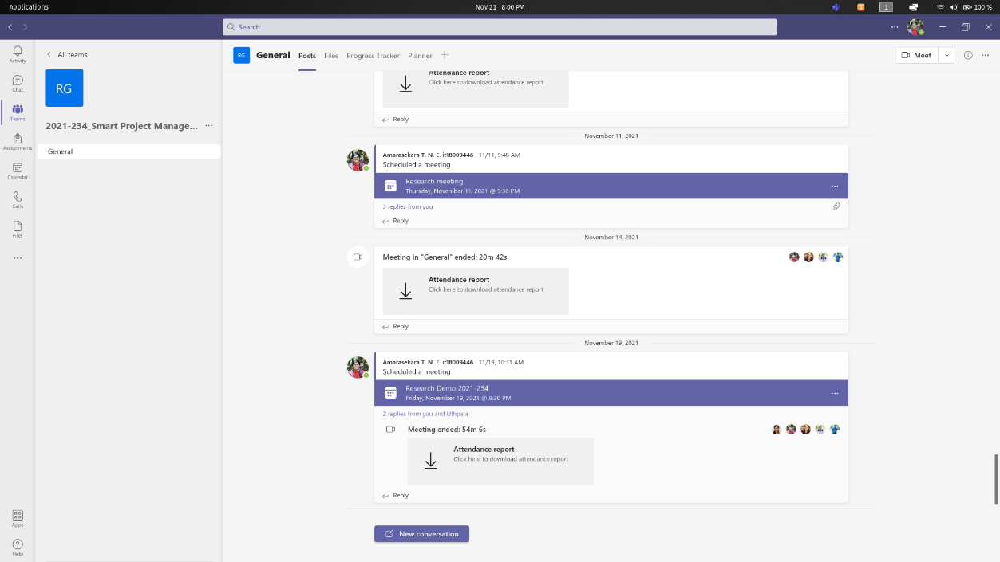 Applications
Nov 21 8:00 PM
1
100 %
Search
Activity
Chat
Teams
Assignments
Calendar
Calls
Files
Apps
Help
All teams
RG
2021-234_Smart Project Manage...
General
RG
General
Posts
Files
Progress Tracker
Planner
Meet
Attendance report
Click here to download attendance report
Reply
November 11, 2021
Amarasekara T. N. E. it18009446 11/11, 9:48 AM
Scheduled a meeting
Research meeting
Thursday, November 11, 2021 @ 9:30 PM
3 replies from you
Reply
November 14, 2021
Meeting in "General" ended: 20m 42s
Attendance report
Click here to download attendance report
Reply
November 19, 2021
Amarasekara T. N. E. it18009446 11/19, 10:31 AM
Scheduled a meeting
Research Demo 2021-234
Friday, November 19, 2021 @ 9:30 PM
2 replies from you and Uthpala
Meeting ended: 54m 6s
Attendance report
Click here to download attendance report
Reply
New conversation